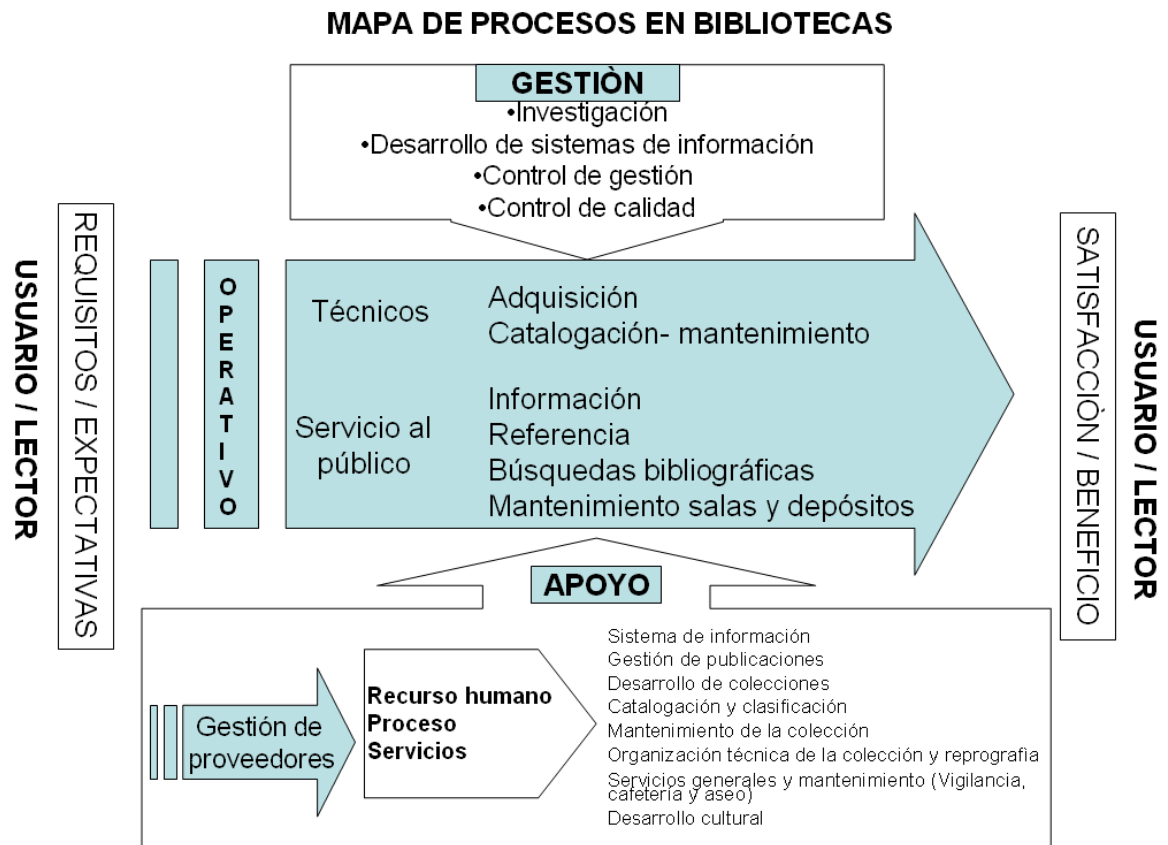 MAPA DE PROCESOS EN BIBLIOTECAS
GESTIÒN
•Investigación
•Desarrollo de sistemas de información
•Control de gestión
•Control de calidad
USUARIO / LECTOR
REQUISITOS / EXPECTATIVAS
OPERATIVO
Técnicos
Adquisición
Catalogación- mantenimiento
Servicio al
público
Información
Referencia
Búsquedas bibliográficas
Mantenimiento salas y depósitos
SATISFACCIÒN / BENEFICIO
USUARIO / LECTOR
APOYO
Gestión de
proveedores
Recurso humano
Proceso
Servicios
Sistema de información
Gestión de publicaciones
Desarrollo de colecciones
Catalogación y clasificación
Mantenimiento de la colección
Organización técnica de la colección y reprografìa
Servicios generales y mantenimiento (Vigilancia,
cafetería y aseo)
Desarrollo cultural